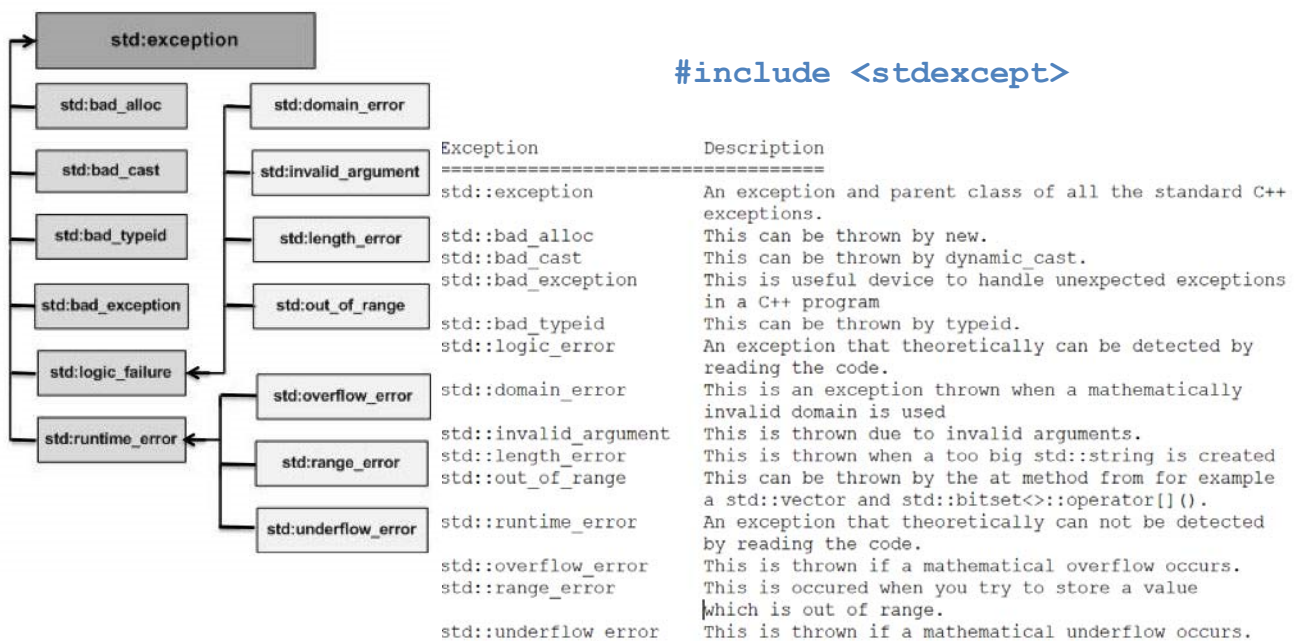 std:exception
std:bad_alloc
std:bad_cast
std:bad_typeid
std:bad_exception
std:logic_failure
std:runtime_error
std:domain_error
std:invalid_argument
std:length_error
std:out_of_range
std:overflow_error
std:range_error
std:underflow_error
#include <stdexcept>
Exception Description
====================================
std::exception An exception and parent class of all the standard C++
exceptions.
std::bad_alloc This can be thrown by new.
std::bad_cast This can be thrown by dynamic_cast.
std::bad_exception This is useful device to handle unexpected exceptions
in a C++ program
std::bad_typeid This can be thrown by typeid.
std::logic_error An exception that theoretically can be detected by
reading the code.
std::domain_error This is an exception thrown when a mathematically
invalid domain is used
std::invalid_argument This is thrown due to invalid arguments.
std::length_error This is thrown when a too big std::string is created
std::out_of_range This can be thrown by the at method from for example
a std::vector and std::bitset<>::operator[]().
std::runtime_error An exception that theoretically can not be detected
by reading the code.
std::overflow_error This is thrown if a mathematical overflow occurs.
std::range_error This is occured when you try to store a value
which is out of range.
std::underflow_error This is thrown if a mathematical underflow occurs.